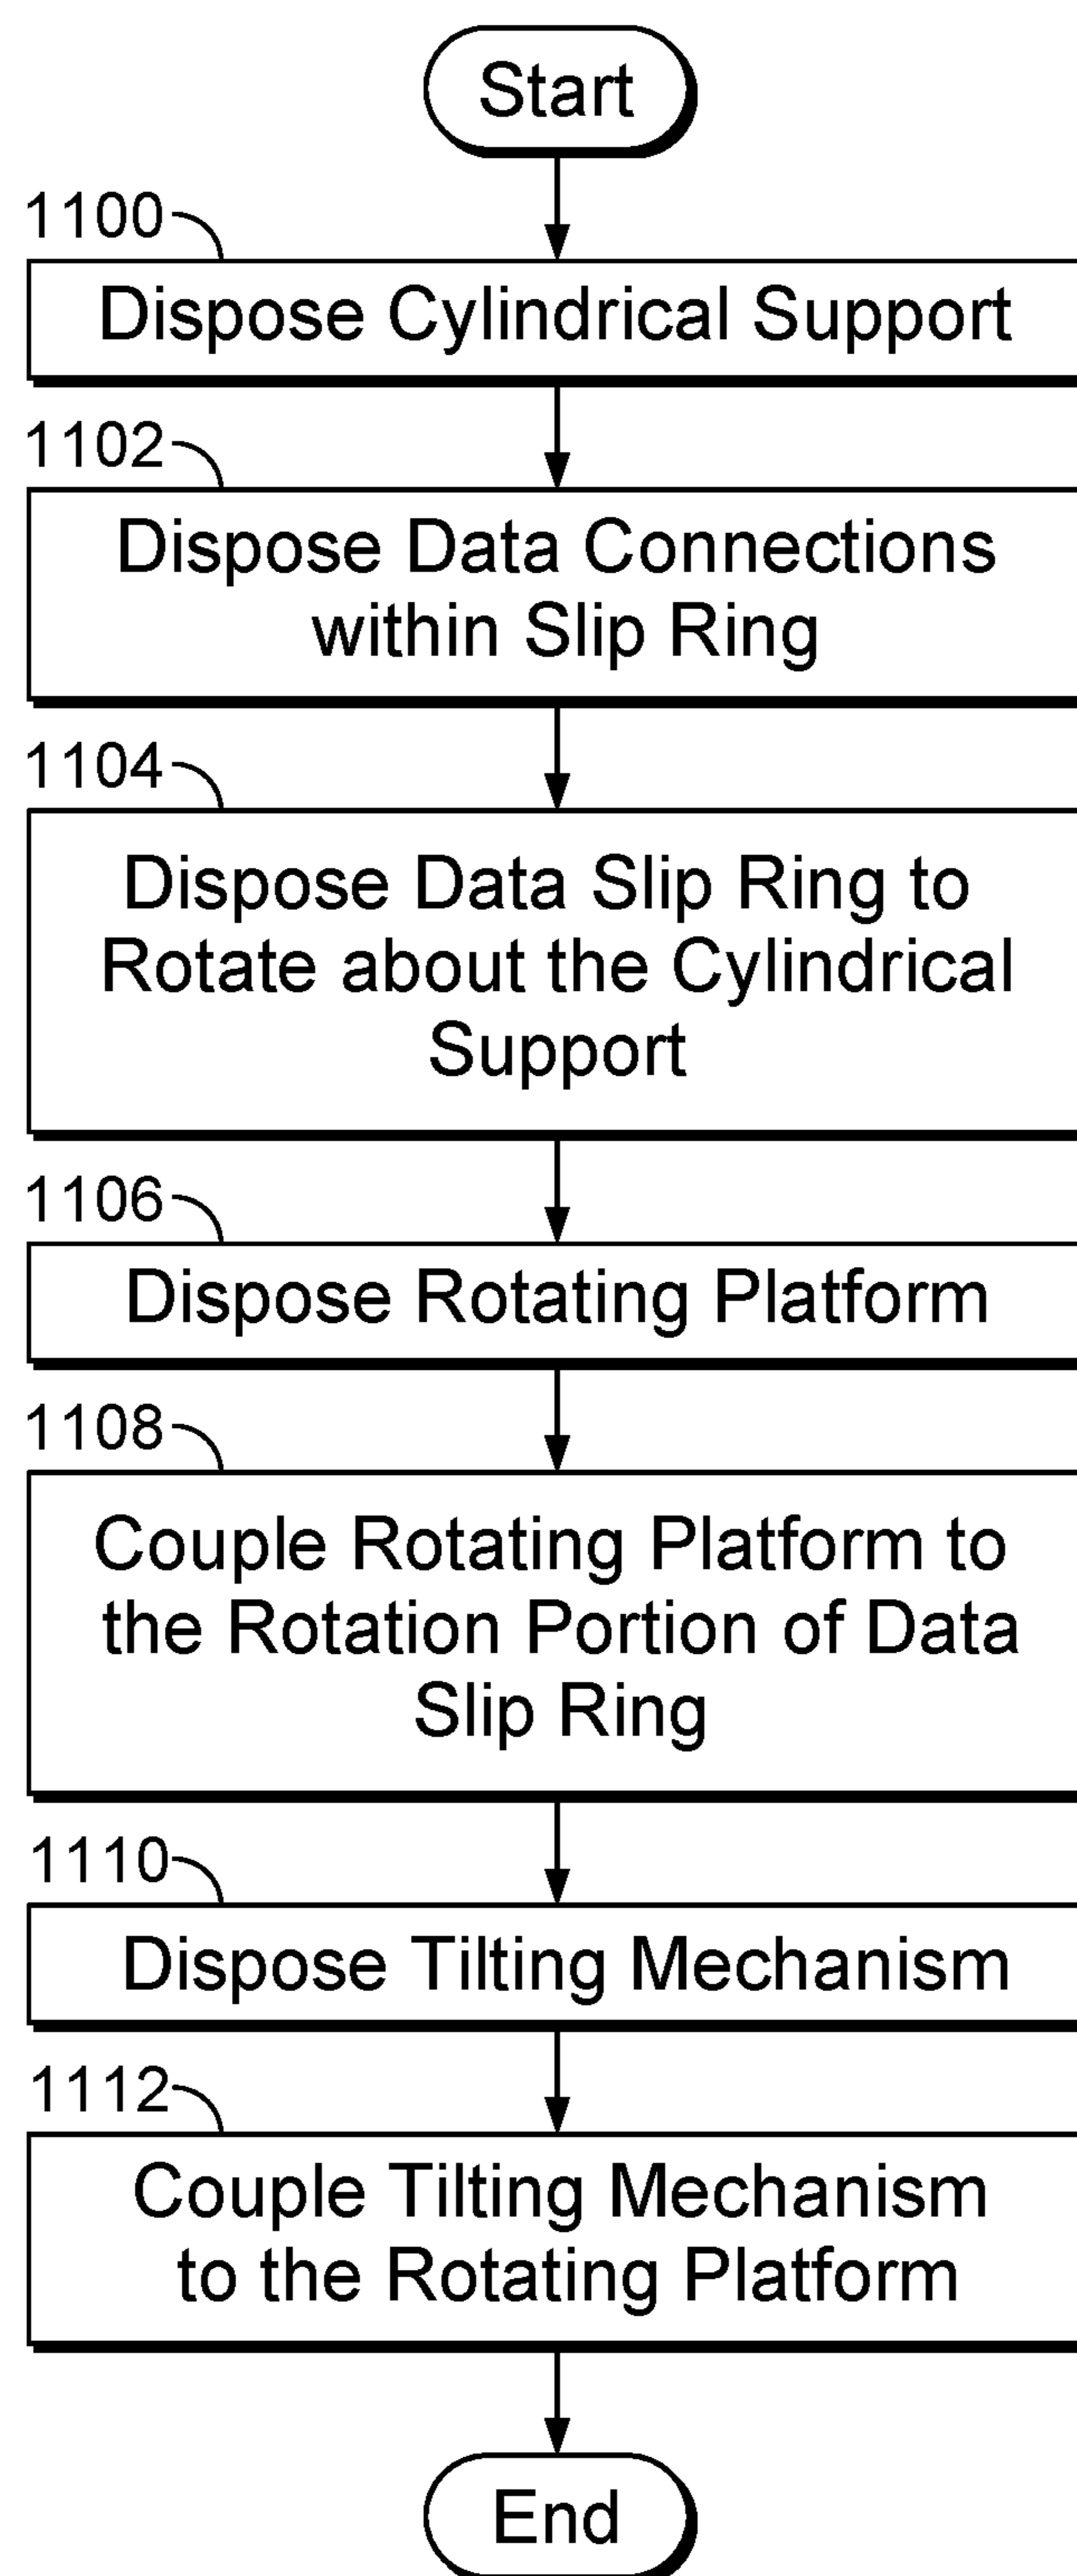 Start
1100
Dispose Cylindrical Support
1102
Dispose Data Connections
within Slip Ring
1104
Dispose Data Slip Ring to
Rotate about the Cylindrical
Support
1106
Dispose Rotating Platform
1108
Couple Rotating Platform to
the Rotation Portion of Data
Slip Ring
1110
Dispose Tilting Mechanism
1112
Couple Tilting Mechanism
to the Rotating Platform
End